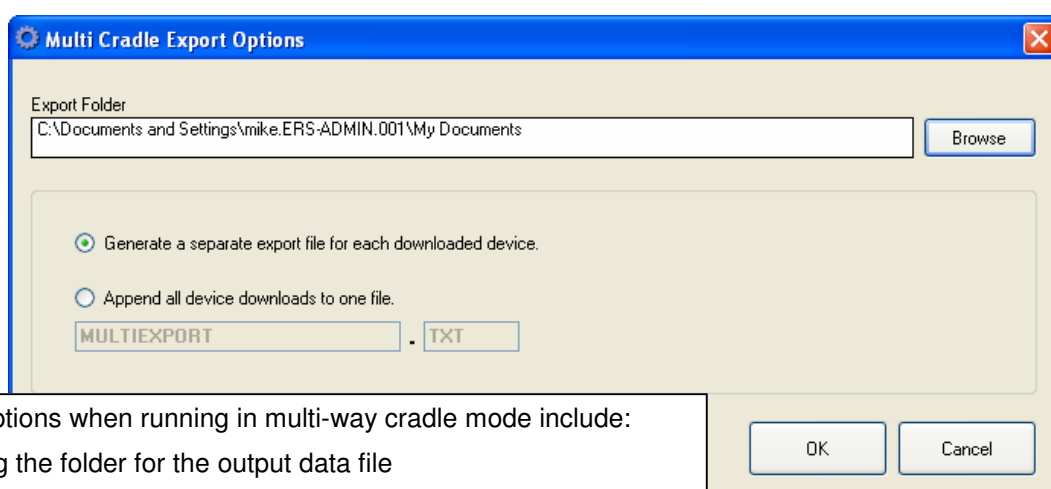 Multi Cradle Export Options
Export Folder
C:\Documents and Settings\mike.ERS-ADMIN.001\My Documents
Browse
Generate a separate export file for each downloaded device.
Append all device downloads to one file.
MULTIEXPORT . TXT
when running in multi-way cradle mode include:
the folder for the output data file
OK
Cancel